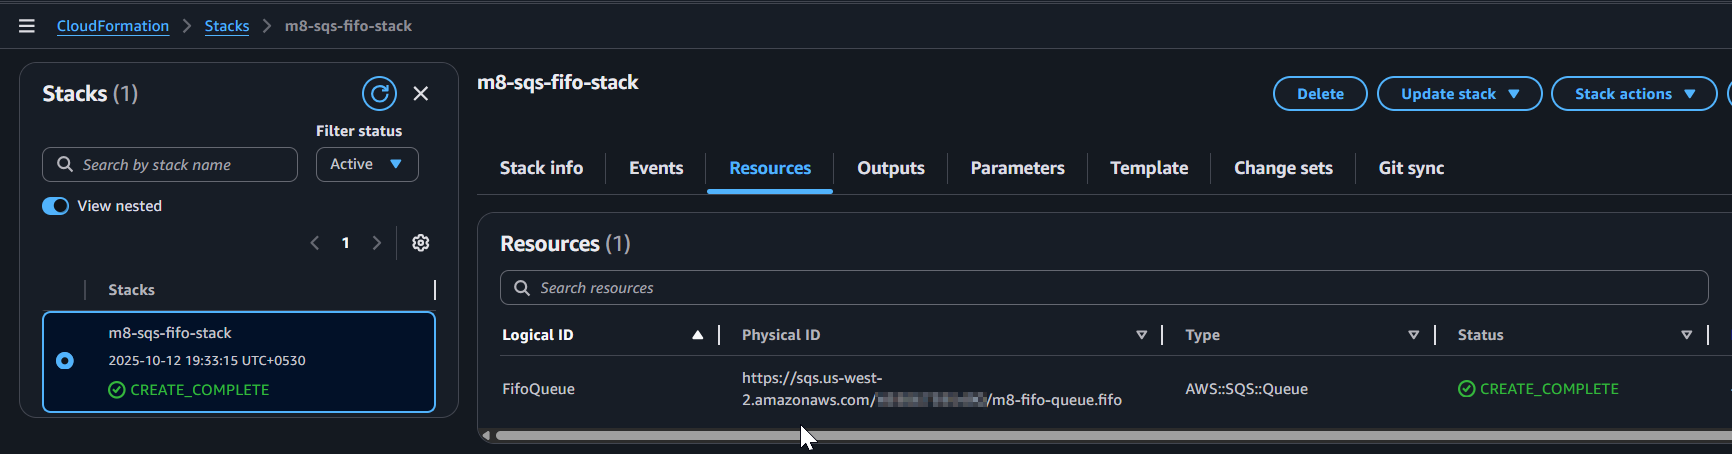 CloudFormation > Stacks > m8-sqs-fifo-stack
Stacks (1)
Filter status
Search by stack name
Active
View nested
1
Stacks
m8-sqs-fifo-stack
2025-10-12 19:33:15 UTC+0530
CREATE_COMPLETE
m8-sqs-fifo-stack
Delete Update stack Stack actions
Stack info Events Resources Outputs Parameters Template Change sets Git sync
Resources (1)
Search resources
Logical ID Physical ID Type Status
FifoQueue https://sqs.us-west- AWS::SQS::Queue CREATE_COMPLETE
2.amazonaws.com/ /m8-fifo-queue.fifo